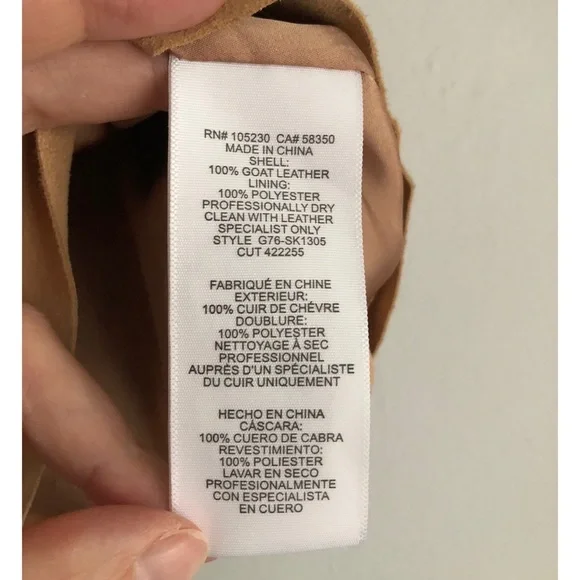 RN# 105230 CA# 58350
MADE IN CHINA
SHELL:
100% GOAT LEATHER
LINING:
100% POLYESTER
PROFESSIONALLY DRY
CLEAN WITH LEATHER
SPECIALIST ONLY
STYLE G76-SK1305
CUT 422255
FABRIQUÉ EN CHINE
EXTERIEUR:
100% CUIR DE CHÉVRE
DOUBLURE:
100% POLYESTER
NETTOYAGE À SEC
PROFESSIONNEL
AUPRÈS D'UN SPÉCIALISTE
DU CUIR UNIQUEMENT
HECHO EN CHINA
CÁSCARA:
100% CUERO DE CABRA
REVESTIMIENTO:
100% POLIESTER
LAVAR EN SECO
PROFESIONALMENTE
CON ESPECIALISTA
EN CUERO